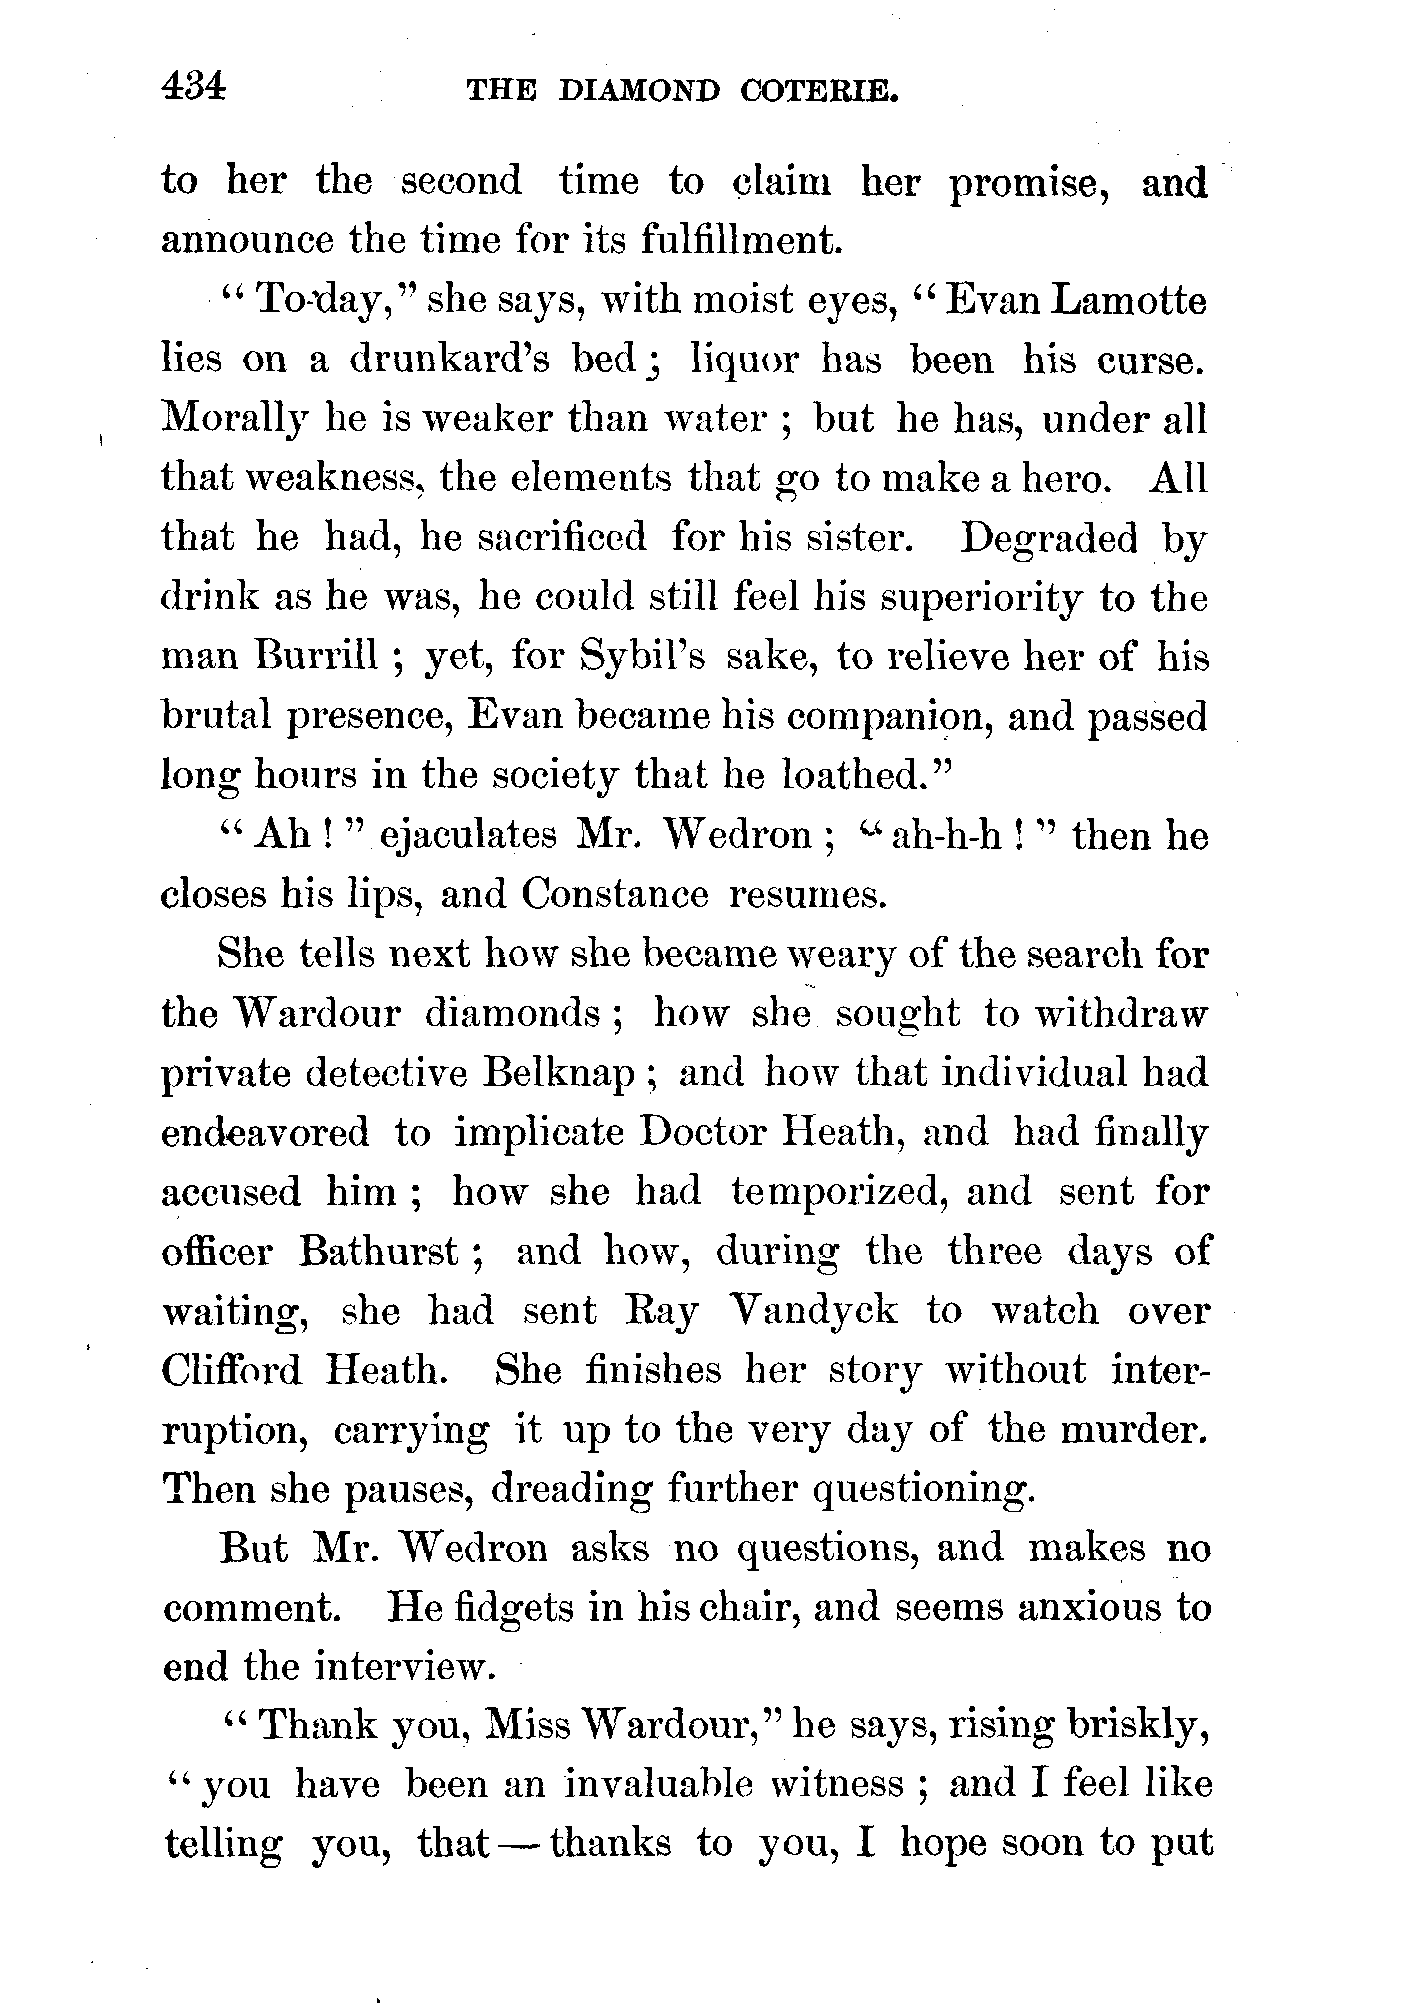 434 THE DIAMOND COTERIE.
to her the second time to claim her promise, and
announce the time for its fulfillment.
“ To-day,” she says, with moist eyes, “ Evan Lamotte
lies on a drunkard’s bed ; liquor has been his curse.
Morally he is weaker than water ; but he has, under all
that weakness, the elements that go to make a hero. All
that he had, he sacrificed for his sister. Degraded by
drink as he was, he could still feel his superiority to the
man Burrill ; yet, for Sybil’s sake, to relieve her of his
brutal presence, Evan became his companion, and passed
long hours in the society that he loathed.”
“ Ah ! ” ejaculates Mr. Wedron ; “ ah-h-h ! ” then he
closes his lips, and Constance resumes.
She tells next how she became weary of the search for
the Wardour diamonds ; how she sought to withdraw
private detective Belknap ; and how that individual had
endeavored to implicate Doctor Heath, and had finally
accused him ; how she had temporized, and sent for
officer Bathurst ; and how, during the three days of
waiting, she had sent Ray Vandyck to watch over
Clifford Heath. She finishes her story without inter-
ruption, carrying it up to the very day of the murder.
Then she pauses, dreading further questioning.
But Mr. Wedron asks no questions, and makes no
comment. He fidgets in his chair, and seems anxious to
end the interview.
“ Thank you, Miss Wardour,” he says, rising briskly,
“ you have been an invaluable witness ; and I feel like
telling you, that — thanks to you, I hope soon to put